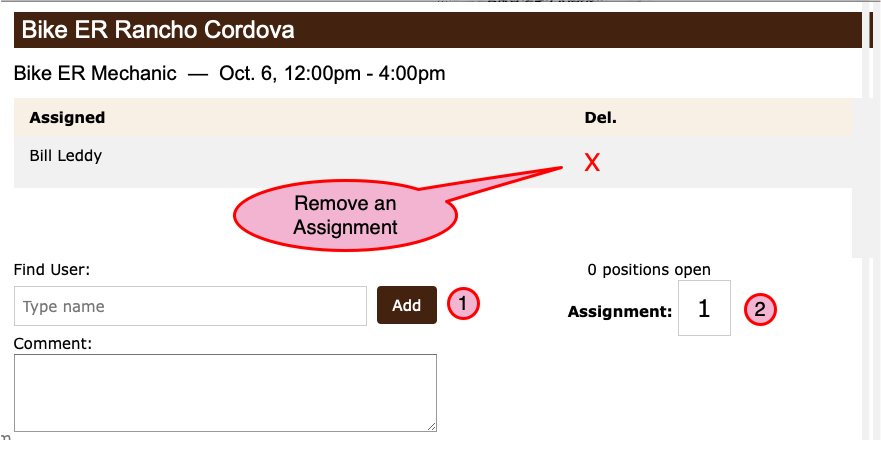 Bike ER Rancho Cordova
Bike ER Mechanic — Oct. 6, 12:00pm - 4:00pm
Assigned Del.
Bill Leddy X
Remove an
Assignment
Find User: 0 positions open
Type name Add 1 Assignment: 1 2
Comment: